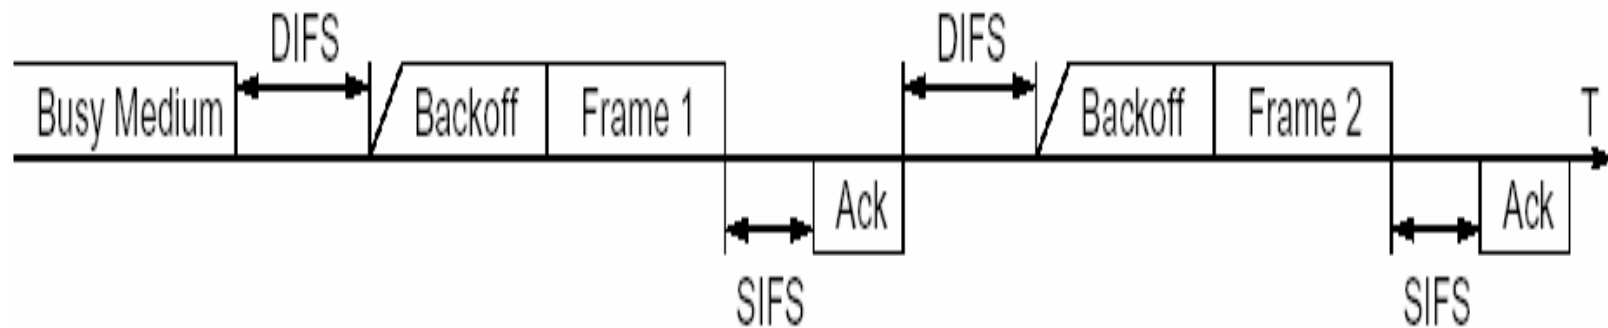 DIFS DIFS
Busy Medium Backoff Frame 1 Backoff Frame 2 T
Ack Ack
SIFS SIFS